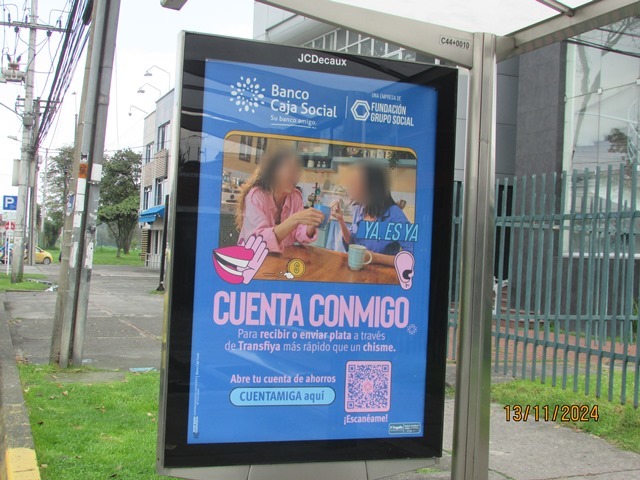 JCDecaux
C44+0010
Banco
Caja Social
Su banco amigo.
UNA EMPRESA DE
FUNDACIÓN
GRUPO SOCIAL
YA, ES YA
CUENTA CONMIGO
Para recibir o enviar plata a través
de Transfiya más rápido que un chisme.
Abre tu cuenta de ahorros
CUENTAMIGA aquí
¡Escanéame!
P
13/11/2024